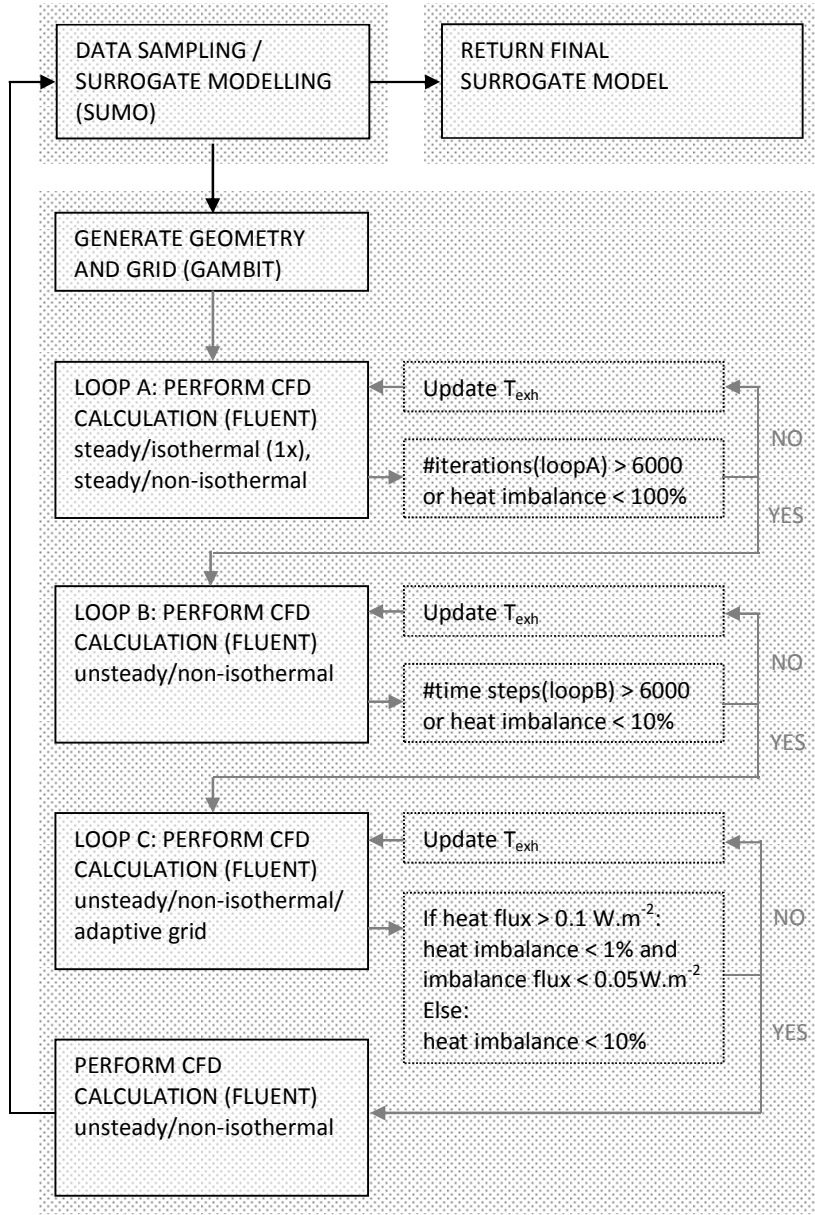 DATA SAMPLING /
SURROGATE MODELLING
(SUMO)
RETURN FINAL
SURROGATE MODEL
GENERATE GEOMETRY
AND GRID (GAMBIT)
LOOP A: PERFORM CFD
CALCULATION (FLUENT)
steady/isothermal (1x),
steady/non-isothermal
Update Texh
#iterations(loopA) > 6000
or heat imbalance < 100%
NO
YES
LOOP B: PERFORM CFD
CALCULATION (FLUENT)
unsteady/non-isothermal
Update Texh
#time steps(loopB) > 6000
or heat imbalance < 10%
NO
YES
LOOP C: PERFORM CFD
CALCULATION (FLUENT)
unsteady/non-isothermal/
adaptive grid
Update Texh
If heat flux > 0.1 W.m-2:
heat imbalance < 1% and
imbalance flux < 0.05W.m-2
Else:
heat imbalance < 10%
NO
YES
PERFORM CFD
CALCULATION (FLUENT)
unsteady/non-isothermal